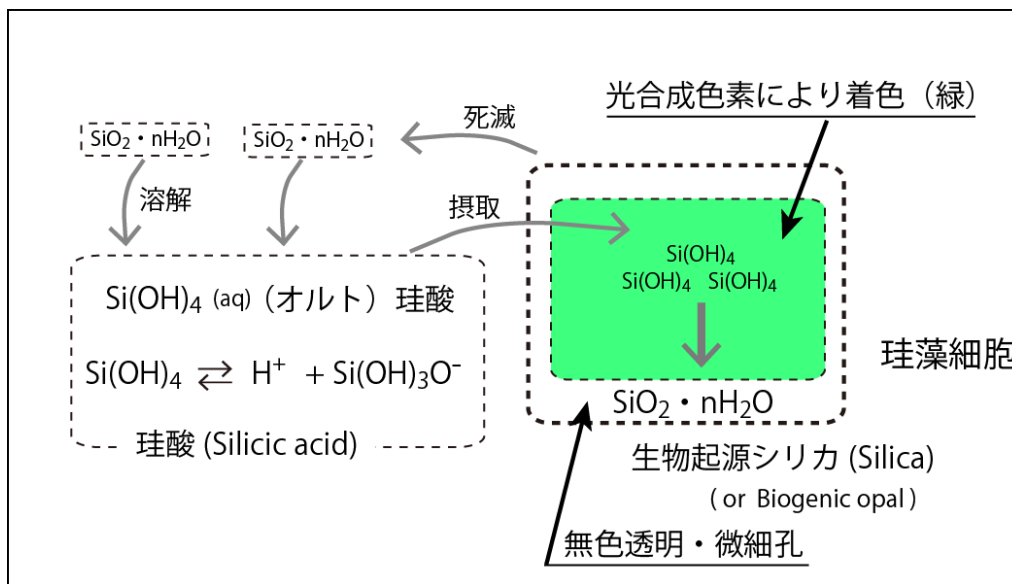 光合成色素により着色（緑）
死滅
SiO₂・nH₂O
SiO₂・nH₂O
溶解
摂取
Si(OH)₄
Si(OH)₄ Si(OH)₄
Si(OH)₄ (aq)（オルト）珪酸
Si(OH)₄ ⇄ H⁺ + Si(OH)₃O⁻
珪酸 (Silicic acid)
珪藻細胞
SiO₂・nH₂O
生物起源シリカ (Silica)
( or Biogenic opal )
無色透明・微細孔